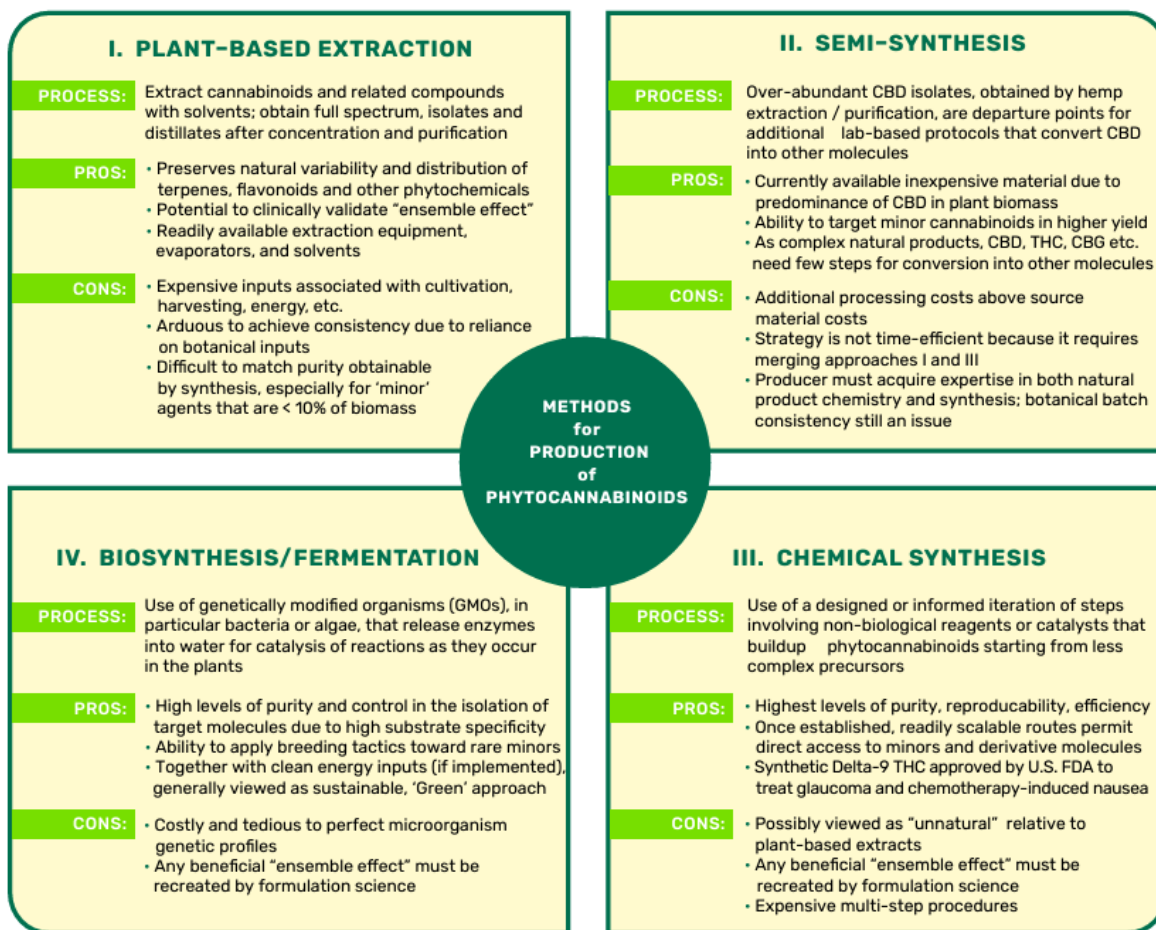 I. PLANT–BASED EXTRACTION
PROCESS:
Extract cannabinoids and related compounds
with solvents; obtain full spectrum, isolates and
distillates after concentration and purification
PROS:
• Preserves natural variability and distribution of
terpenes, flavonoids and other phytochemicals
• Potential to clinically validate “ensemble effect”
• Readily available extraction equipment,
evaporators, and solvents
CONS:
• Expensive inputs associated with cultivation,
harvesting, energy, etc.
• Arduous to achieve consistency due to reliance
on botanical inputs
• Difficult to match purity obtainable
by synthesis, especially for ‘minor’
agents that are < 10% of biomass
II. SEMI–SYNTHESIS
PROCESS:
Over-abundant CBD isolates, obtained by hemp
extraction / purification, are departure points for
additional lab-based protocols that convert CBD
into other molecules
PROS:
• Currently available inexpensive material due to
predominance of CBD in plant biomass
• Ability to target minor cannabinoids in higher yield
• As complex natural products, CBD, THC, CBG etc.
need few steps for conversion into other molecules
CONS:
• Additional processing costs above source
material costs
• Strategy is not time-efficient because it requires
merging approaches I and III
• Producer must acquire expertise in both natural
product chemistry and synthesis; botanical batch
consistency still an issue
METHODS
for
PRODUCTION
of
PHYTOCANNABINOIDS
IV. BIOSYNTHESIS/FERMENTATION
PROCESS:
Use of genetically modified organisms (GMOs), in
particular bacteria or algae, that release enzymes
into water for catalysis of reactions as they occur
in the plants
PROS:
• High levels of purity and control in the isolation of
target molecules due to high substrate specificity
• Ability to apply breeding tactics toward rare minors
• Together with clean energy inputs (if implemented),
generally viewed as sustainable, ‘Green’ approach
CONS:
• Costly and tedious to perfect microorganism
genetic profiles
• Any beneficial “ensemble effect” must be
recreated by formulation science
III. CHEMICAL SYNTHESIS
PROCESS:
Use of a designed or informed iteration of steps
involving non-biological reagents or catalysts that
buildup phytocannabinoids starting from less
complex precursors
PROS:
• Highest levels of purity, reproducability, efficiency
• Once established, readily scalable routes permit
direct access to minors and derivative molecules
• Synthetic Delta-9 THC approved by U.S. FDA to
treat glaucoma and chemotherapy-induced nausea
CONS:
• Possibly viewed as “unnatural” relative to
plant-based extracts
• Any beneficial “ensemble effect” must be
recreated by formulation science
• Expensive multi-step procedures